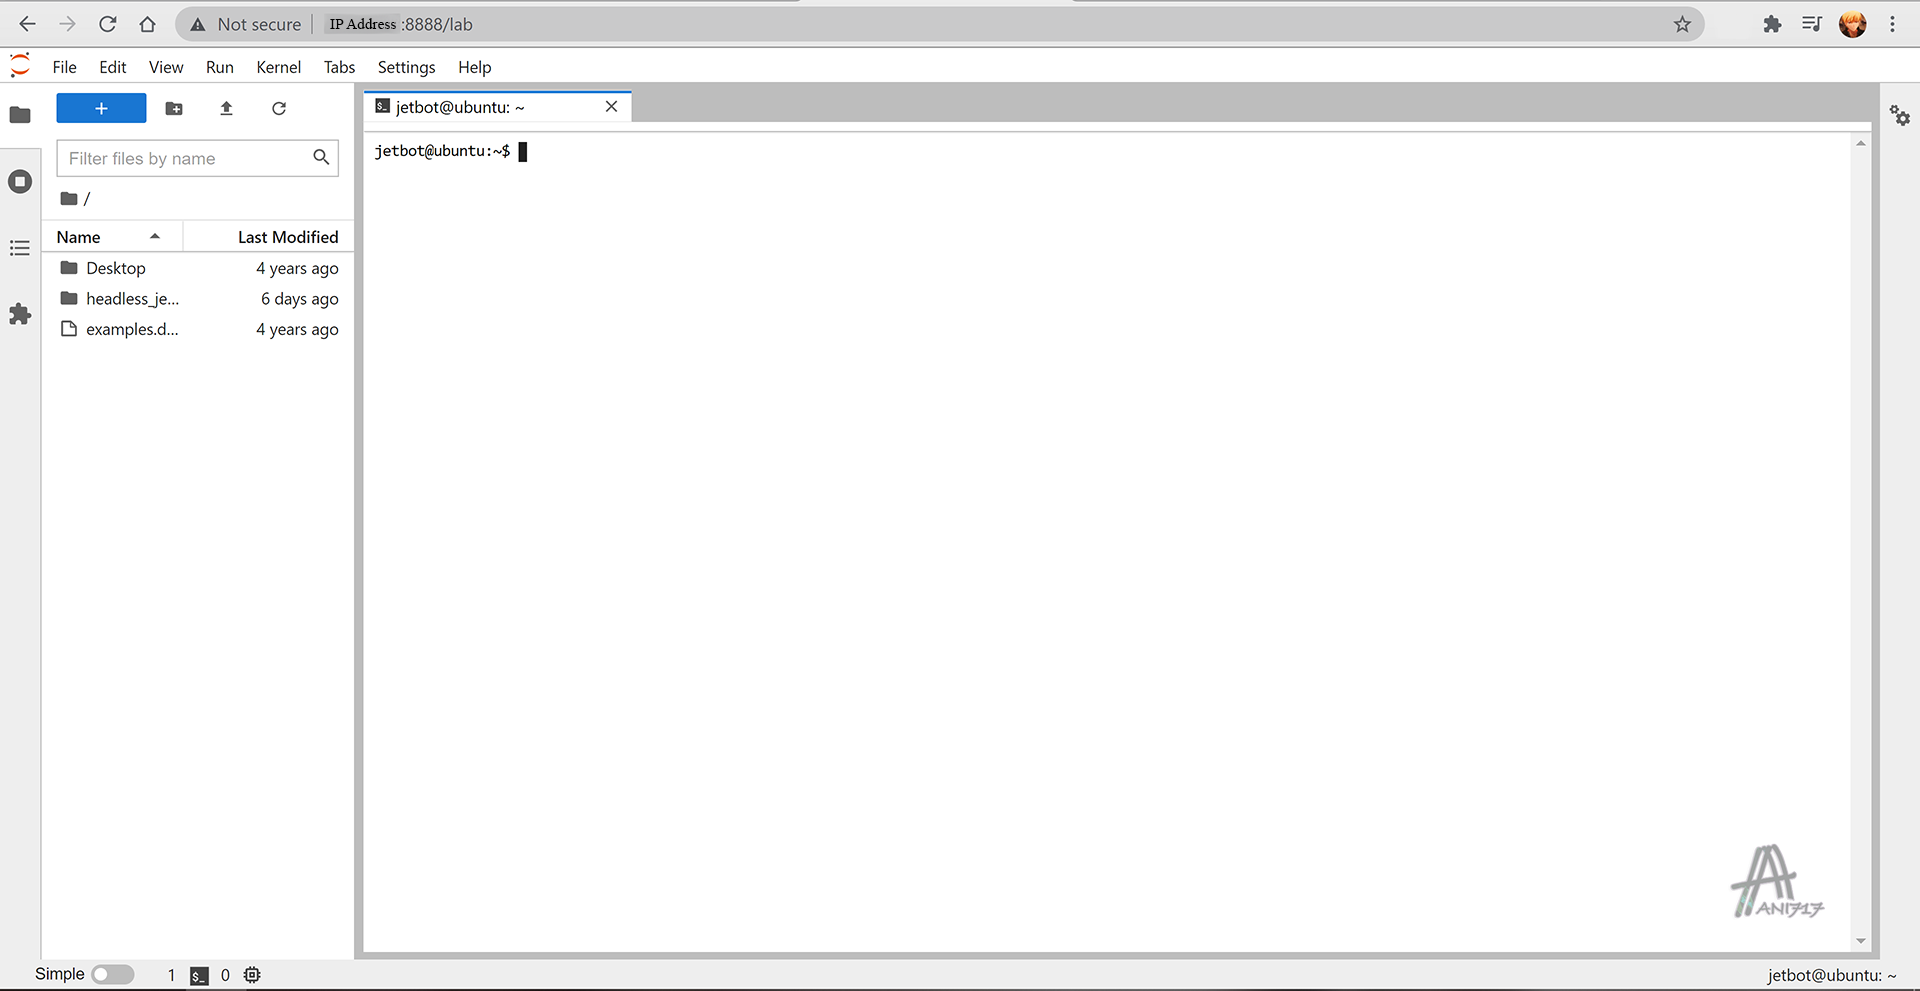 Not secure IP Address :8888/lab
File Edit View Run Kernel Tabs Settings Help
+
$_ jetbot@ubuntu: ~
jetbot@ubuntu:~$
Filter files by name
/
Name Last Modified
Desktop 4 years ago
headless_je... 6 days ago
examples.d... 4 years ago
ANI717
Simple 1 $_ 0 jetbot@ubuntu: ~